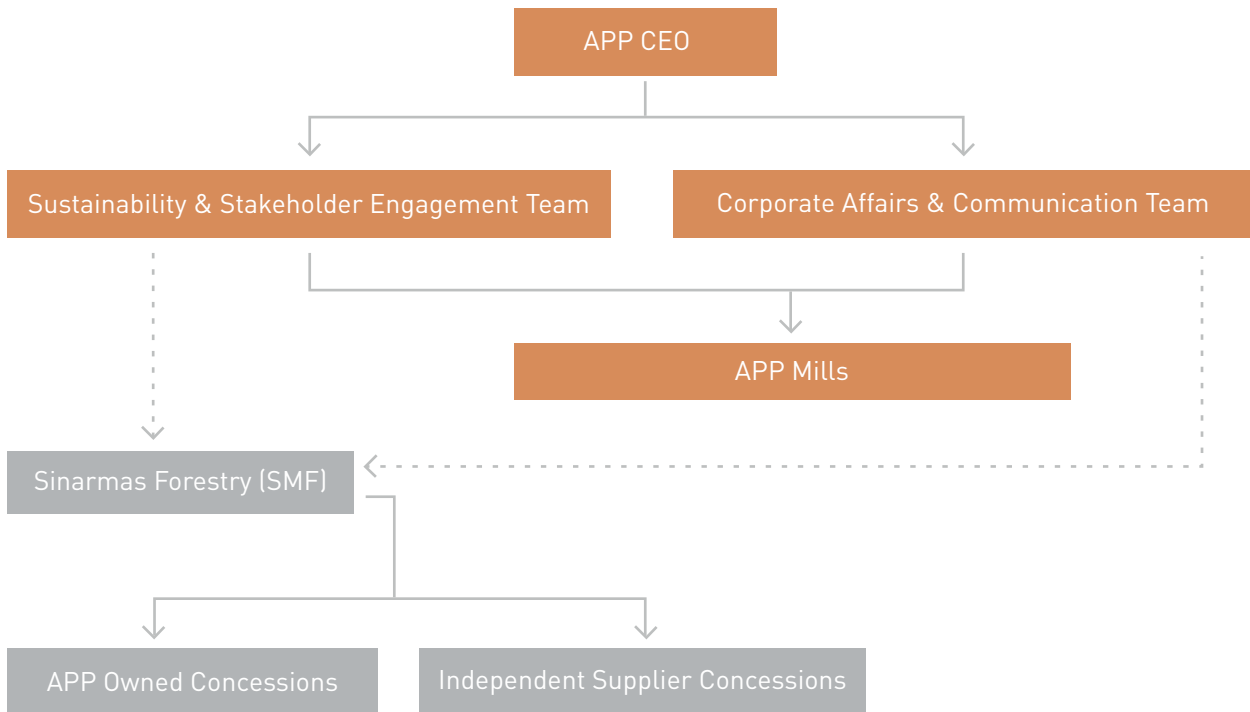 APP CEO
Sustainability & Stakeholder Engagement Team
Corporate Affairs & Communication Team
APP Mills
Sinarmas Forestry (SMF)
APP Owned Concessions
Independent Supplier Concessions